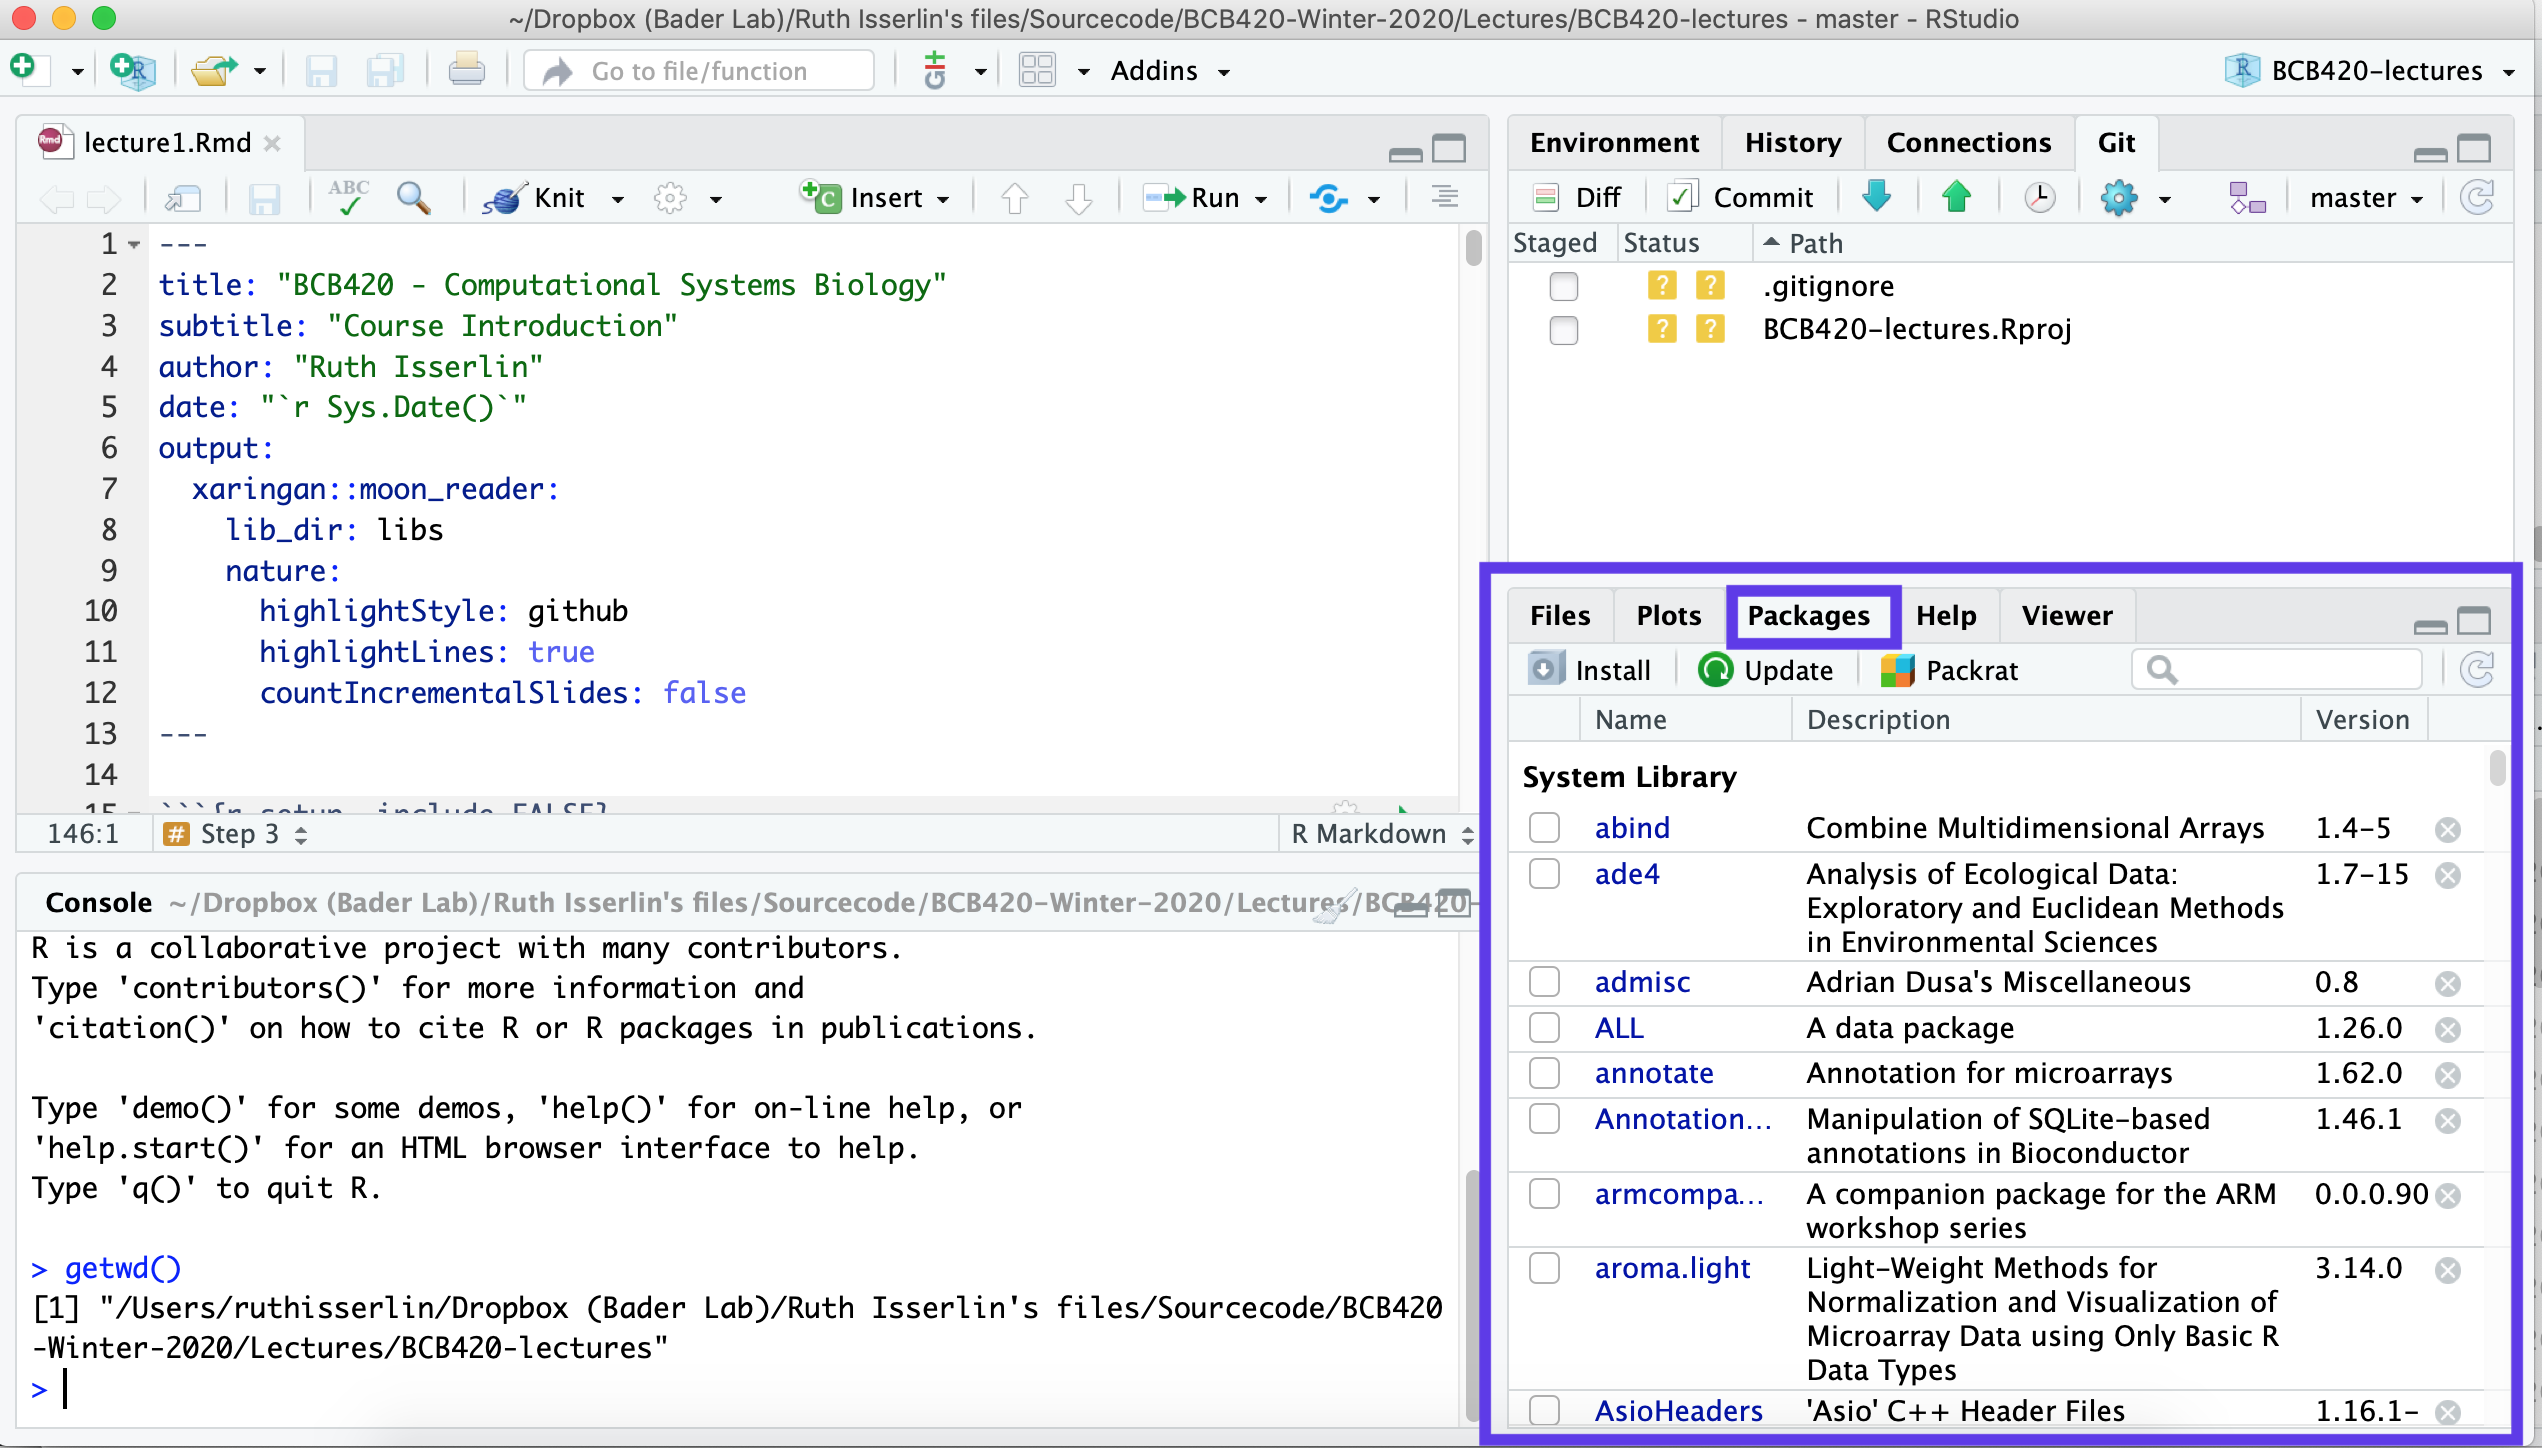 ~/Dropbox (Bader Lab)/Ruth Isserlin's files/Sourcecode/BCB420-Winter-2020/Lectures/BCB420-lectures - master - RStudio
Go to file/function
Addins
BCB420-lectures
lecture1.Rmd
Knit
Insert
Run
1 ---
2 title: "BCB420 - Computational Systems Biology"
3 subtitle: "Course Introduction"
4 author: "Ruth Isserlin"
5 date: "`r Sys.Date()`"
6 output:
7 xaringan::moon_reader:
8 lib_dir: libs
9 nature:
10 highlightStyle: github
11 highlightLines: true
12 countIncrementalSlides: false
13 ---
14
15 ```{r setup, include=FALSE}
146:1 # Step 3 R Markdown
Console ~/Dropbox (Bader Lab)/Ruth Isserlin's files/Sourcecode/BCB420-Winter-2020/Lectures/BCB420-
R is a collaborative project with many contributors.
Type 'contributors()' for more information and
'citation()' on how to cite R or R packages in publications.
Type 'demo()' for some demos, 'help()' for on-line help, or
'help.start()' for an HTML browser interface to help.
Type 'q()' to quit R.
> getwd()
[1] "/Users/ruthisserlin/Dropbox (Bader Lab)/Ruth Isserlin's files/Sourcecode/BCB420
-Winter-2020/Lectures/BCB420-lectures"
>
Environment History Connections Git
Diff Commit master
Staged Status Path
? ? .gitignore
? ? BCB420-lectures.Rproj
Files Plots Packages Help Viewer
Install Update Packrat
Name Description Version
System Library
abind Combine Multidimensional Arrays 1.4-5
ade4 Analysis of Ecological Data: 1.7-15
Exploratory and Euclidean Methods
in Environmental Sciences
admisc Adrian Dusa's Miscellaneous 0.8
ALL A data package 1.26.0
annotate Annotation for microarrays 1.62.0
Annotation... Manipulation of SQLite-based 1.46.1
annotations in Bioconductor
armcompa... A companion package for the ARM 0.0.0.90
workshop series
aroma.light Light-Weight Methods for 3.14.0
Normalization and Visualization of
Microarray Data using Only Basic R
Data Types
AsioHeaders 'Asio' C++ Header Files 1.16.1-